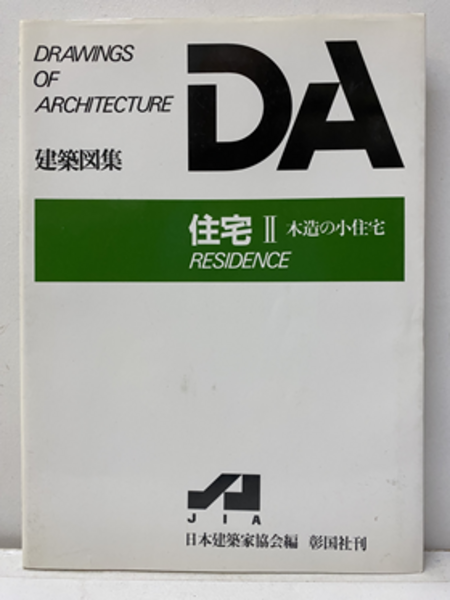 DRAWINGS
OF
ARCHITECTURE
DA
建築図集
住宅 II 木造の小住宅
RESIDENCE
JIA
日本建築家協会編 彰国社刊